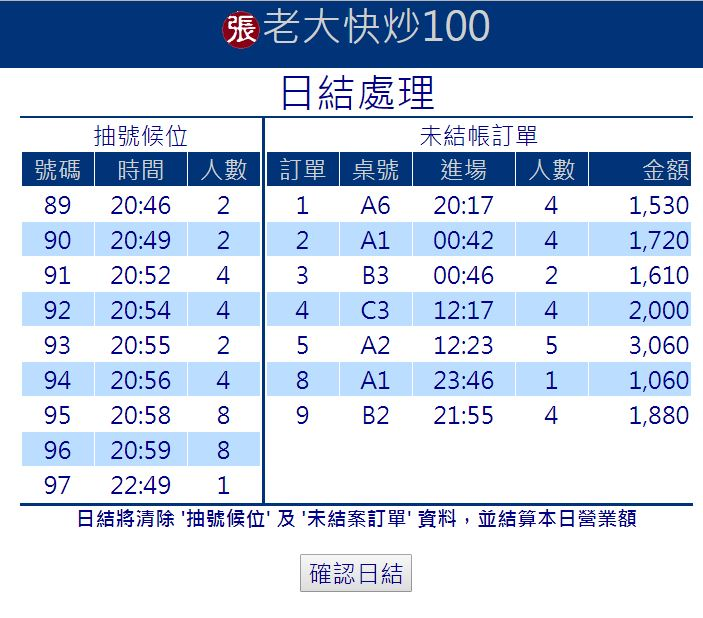 張老大快炒100
日結處理
抽號候位
號碼 時間 人數
89 20:46 2
90 20:49 2
91 20:52 4
92 20:54 4
93 20:55 2
94 20:56 4
95 20:58 8
96 20:59 8
97 22:49 1
未結帳訂單
訂單 桌號 進場 人數 金額
1 A6 20:17 4 1,530
2 A1 00:42 4 1,720
3 B3 00:46 2 1,610
4 C3 12:17 4 2,000
5 A2 12:23 5 3,060
8 A1 23:46 1 1,060
9 B2 21:55 4 1,880
日結將清除 '抽號候位' 及 '未結案訂單' 資料，並結算本日營業額
確認日結